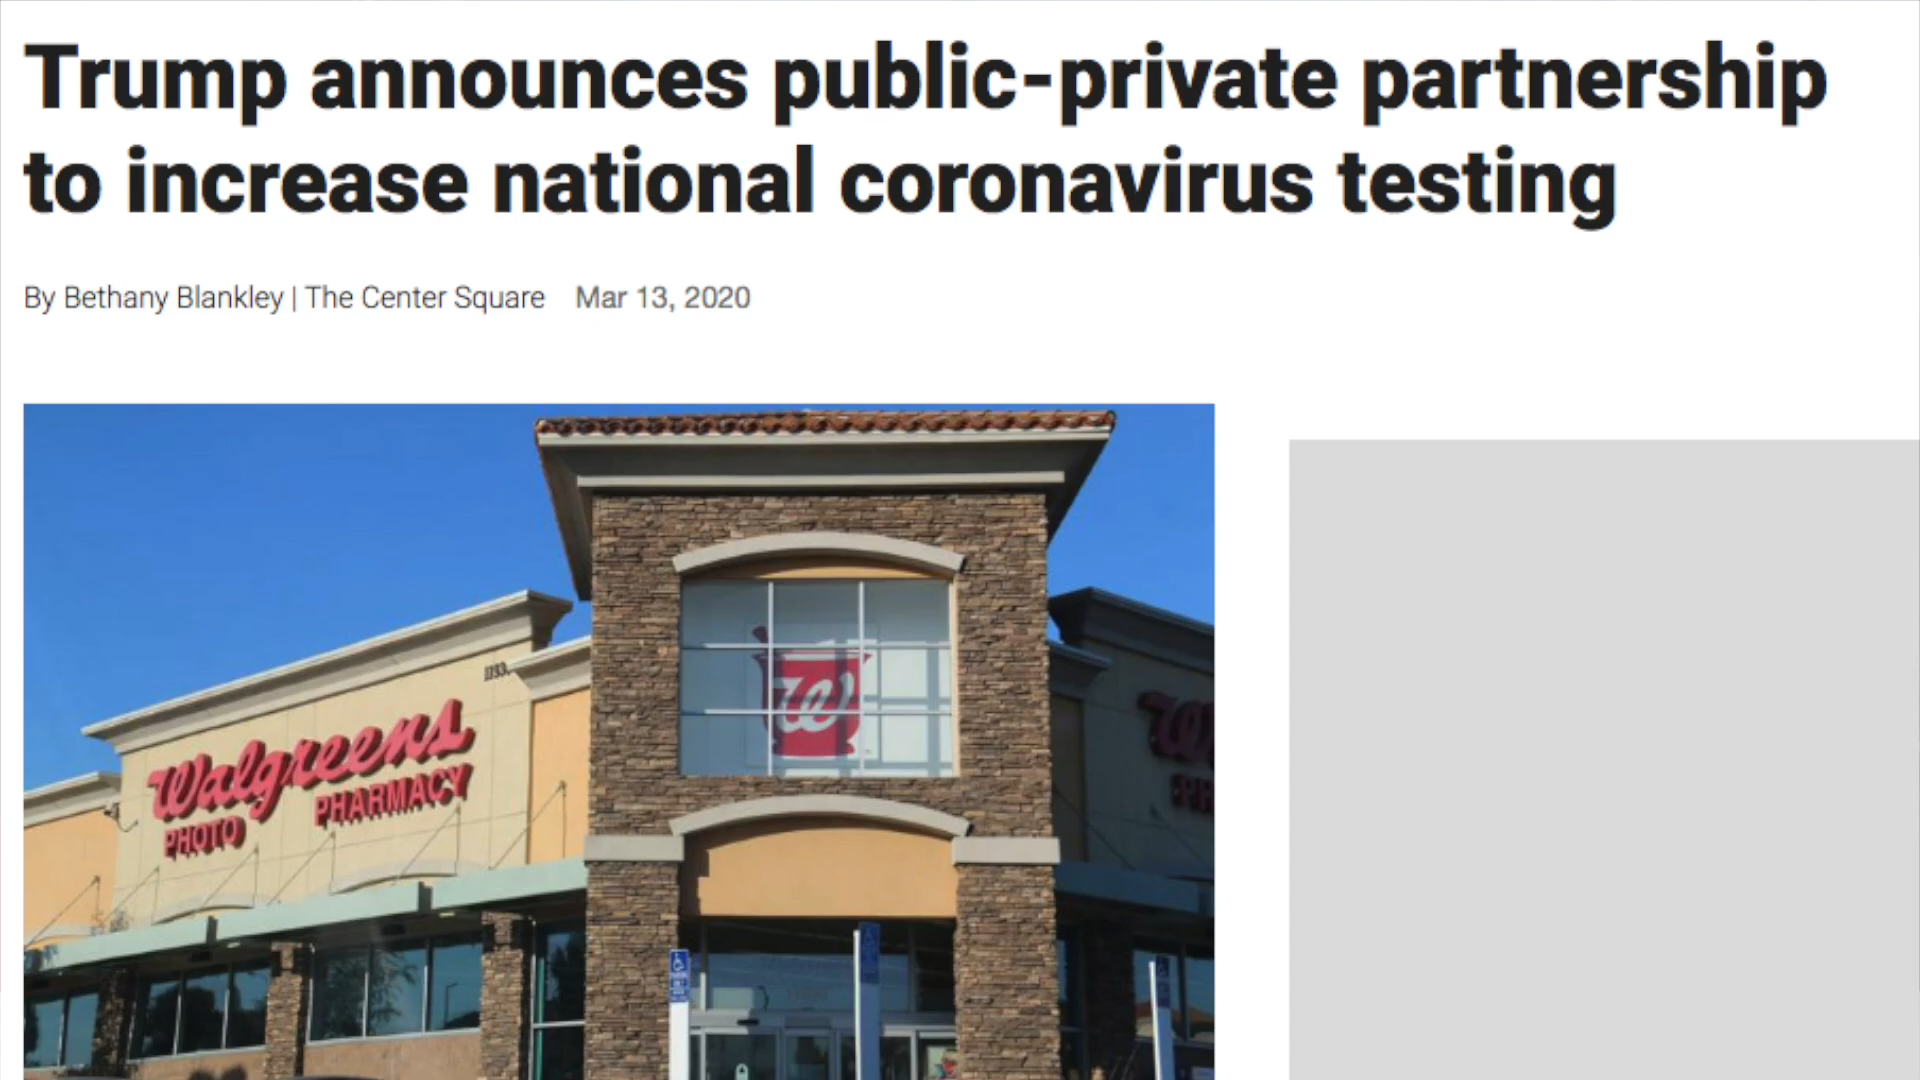 Trump announces public-private partnership
to increase national coronavirus testing
By Bethany Blankley | The Center Square Mar 13, 2020
Walgreens
PHOTO PHARMACY
W